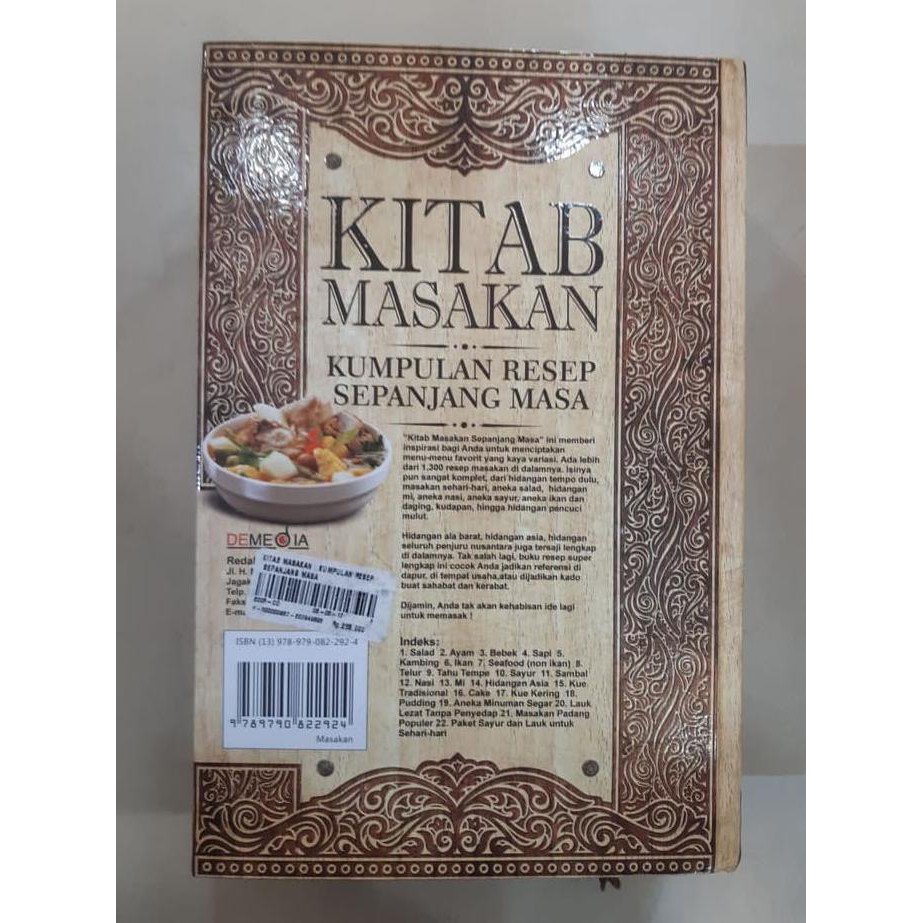 KITAB
MASAKAN
KUMPULAN RESEP
SEPANJANG MASA
"Kitab Masakan Sepanjang Masa" ini memberi
inspirasi bagi Anda untuk menciptakan
menu-menu favorit yang kaya variasi. Ada lebih
dari 1.300 resep masakan di dalamnya. Isinya
pun sangat komplet, dari hidangan tempo dulu,
masakan sehari-hari, aneka salad, hidangan
mi, aneka nasi, aneka sayur, aneka ikan dan
daging, kudapan, hingga hidangan pencuci
mulut.
Hidangan ala barat, hidangan asia, hidangan
seluruh penjuru nusantara juga tersaji lengkap
di dalamnya. Tak salah lagi, buku resep super
lengkap ini cocok Anda jadikan referensi di
dapur, di tempat usaha,atau dijadikan kado
buat sahabat dan kerabat.
Dijamin, Anda tak akan kehabisan ide lagi
untuk memasak !
Indeks:
1. Salad 2. Ayam 3. Bebek 4. Sapi 5.
Kambing 6. Ikan 7. Seafood (non ikan) 8.
Telur 9. Tahu Tempe 10. Sayur 11. Sambal
12. Nasi 13. Mi 14. Hidangan Asia 15. Kue
Tradisional 16. Cake 17. Kue Kering 18.
Pudding 19. Aneka Minuman Segar 20. Lauk
Lezat Tanpa Penyedap 21. Masakan Padang
Populer 22. Paket Sayur dan Lauk untuk
Sehari-hari
DEMEDIA
Jl. H.
Telp.
KITAB MASAKAN : KUMPULAN RESEP
SEPANJANG MASA
ISBN (13) 978-979-082-292-4
9 789790 822924
Masakan